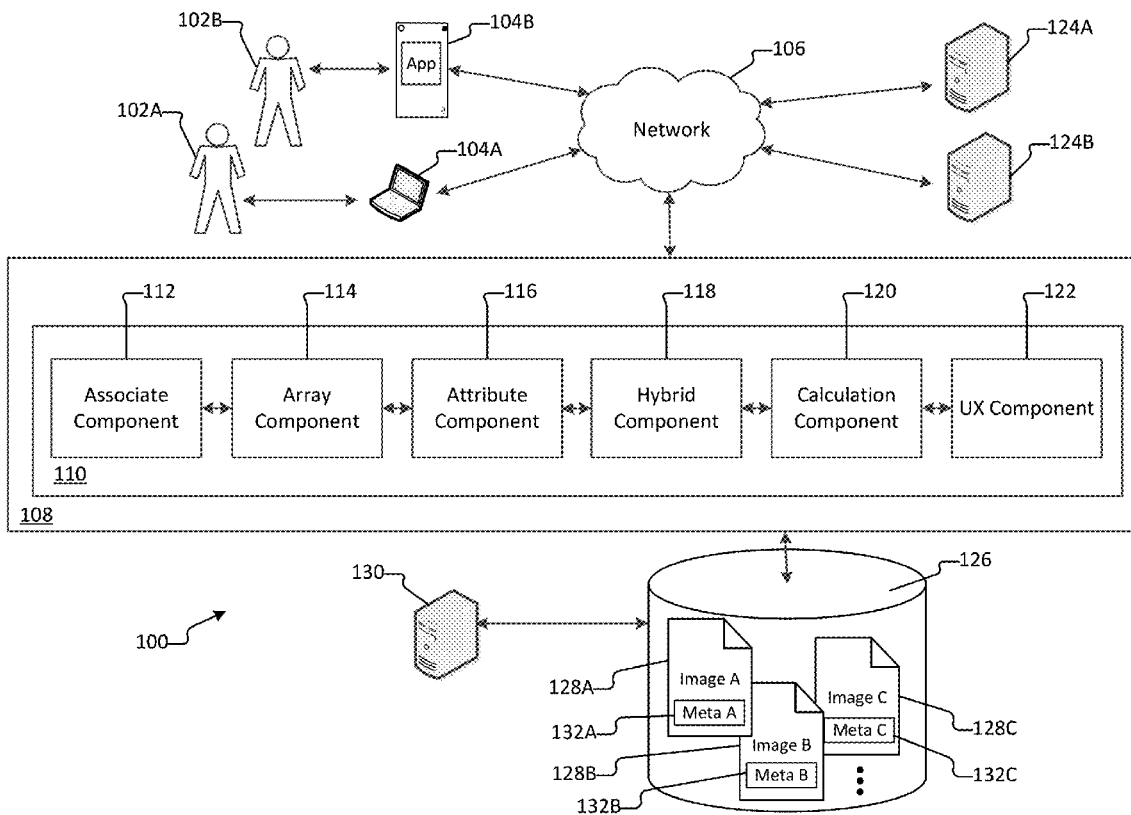 102B
104B
App
106
124A
102A
104A
Network
124B
112
114
116
118
120
122
Associate
Component
Array
Component
Attribute
Component
Hybrid
Component
Calculation
Component
UX Component
110
108
130
126
100
128A
Image A
Image C
132A
Meta A
Meta C
128C
128B
Image B
132C
132B
Meta B